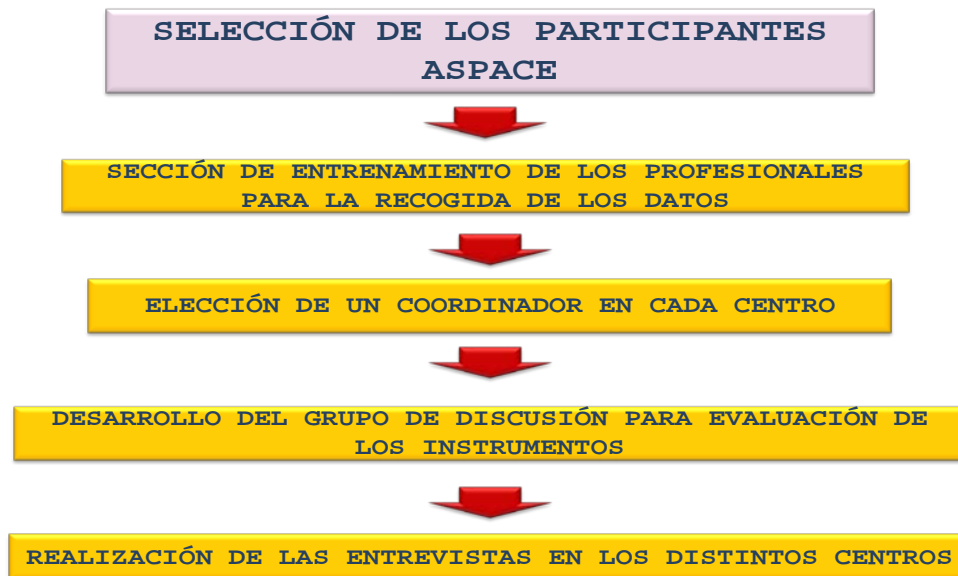 SELECCIÓN DE LOS PARTICIPANTES
ASPACE
SECCIÓN DE ENTRENAMIENTO DE LOS PROFESIONALES
PARA LA RECOGIDA DE LOS DATOS
ELECCIÓN DE UN COORDINADOR EN CADA CENTRO
DESARROLLO DEL GRUPO DE DISCUSIÓN PARA EVALUACIÓN DE
LOS INSTRUMENTOS
REALIZACIÓN DE LAS ENTREVISTAS EN LOS DISTINTOS CENTROS